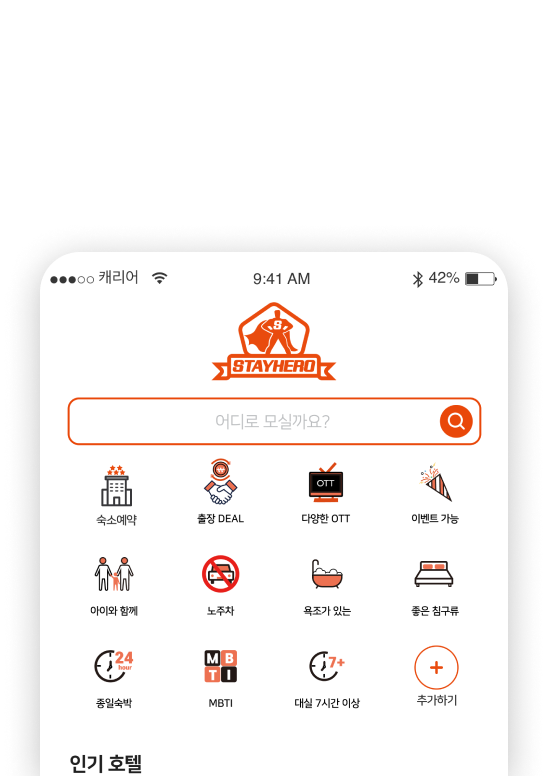 캐리어 9:41 AM 42%
S
STAYHERO
어디로 모실까요?
OTT
숙소예약 출장 DEAL 다양한 OTT 이벤트 가능
아이와 함께 노주차 욕조가 있는 좋은 침구류
24 hour M B T I 7+ +
종일숙박 MBTI 대실 7시간 이상 추가하기
인기 호텔